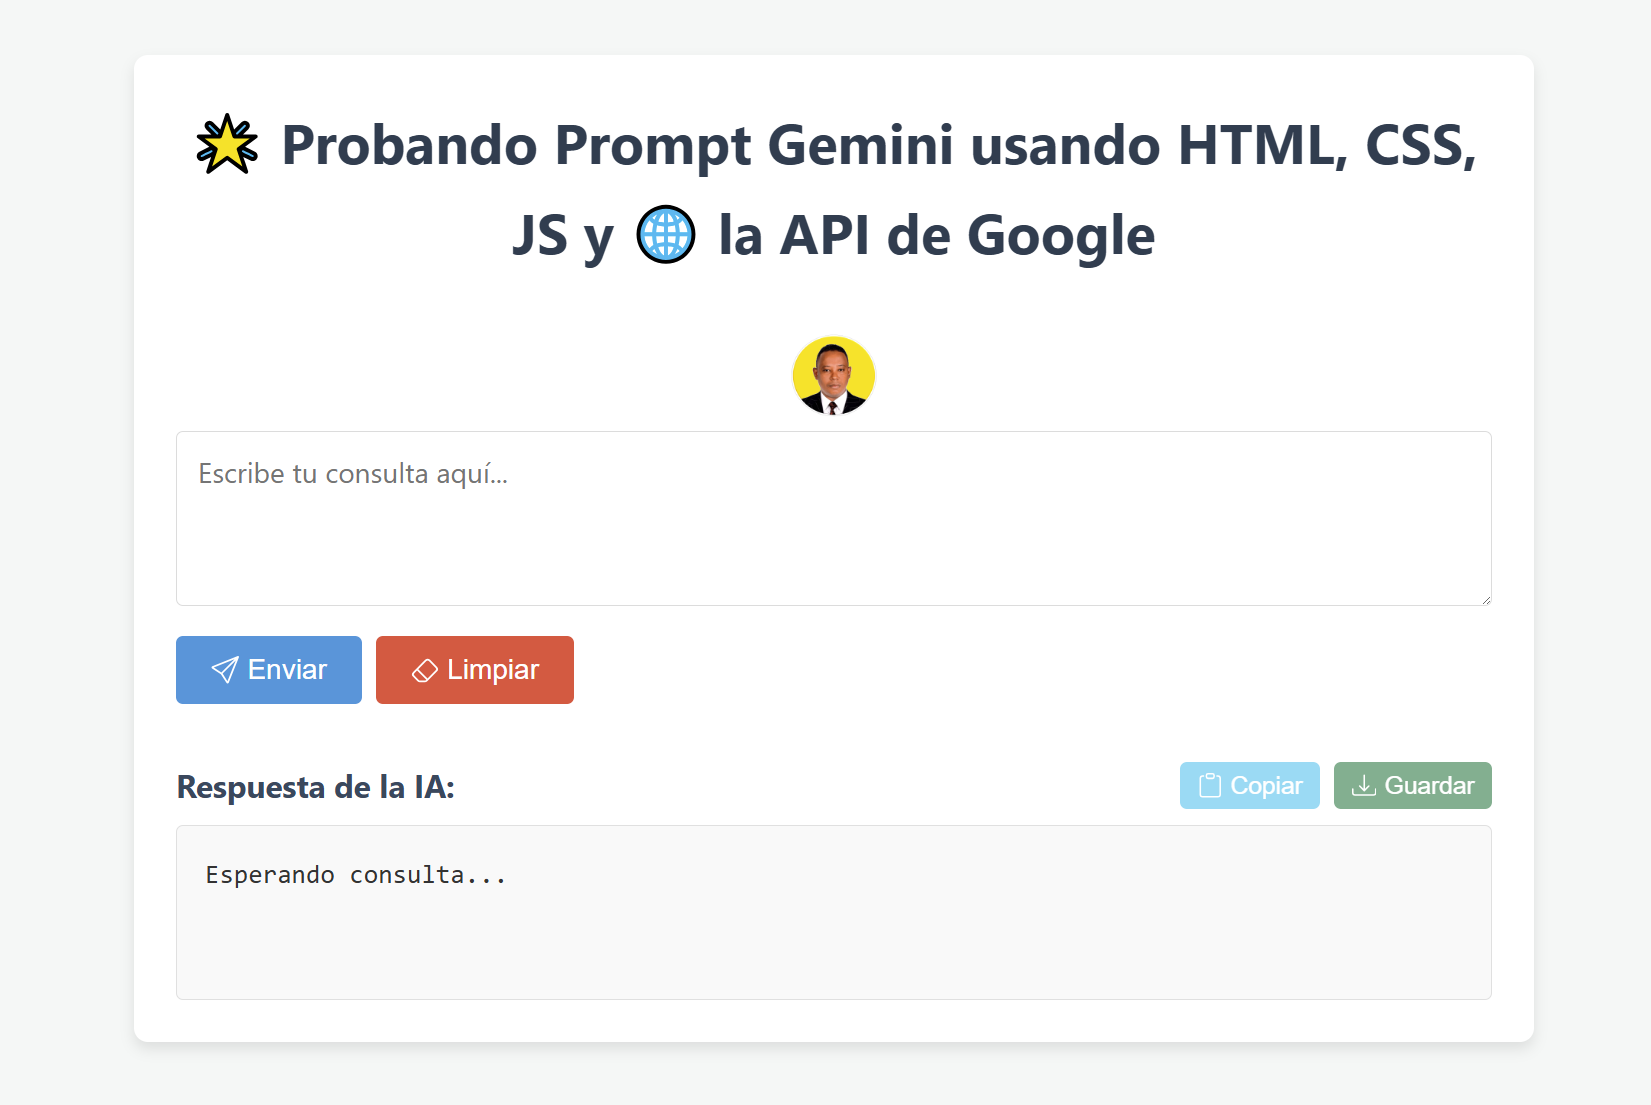 Probando Prompt Gemini usando HTML, CSS,
JS y la API de Google
Escribe tu consulta aquí...
Enviar
Limpiar
Respuesta de la IA:
Copiar
Guardar
Esperando consulta...